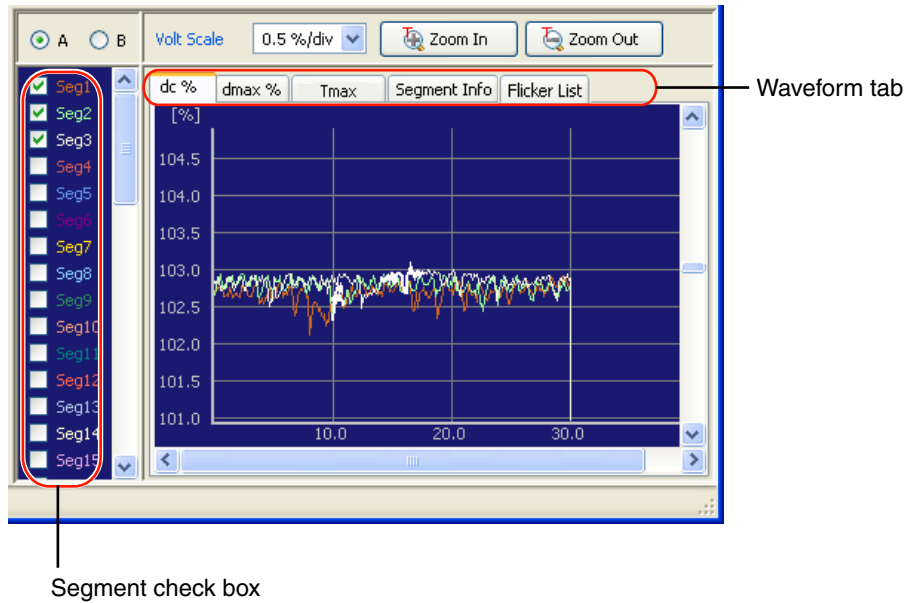 A B Volt Scale 0.5 %/div Zoom In Zoom Out
dc % dmax % Tmax Segment Info Flicker List
Waveform tab
Seg1
Seg2
Seg3
Seg4
Seg5
Seg6
Seg7
Seg8
Seg9
Seg10
Seg11
Seg12
Seg13
Seg14
Seg15
[%]
104.5
104.0
103.5
103.0
102.5
102.0
101.5
101.0
10.0 20.0 30.0
Segment check box